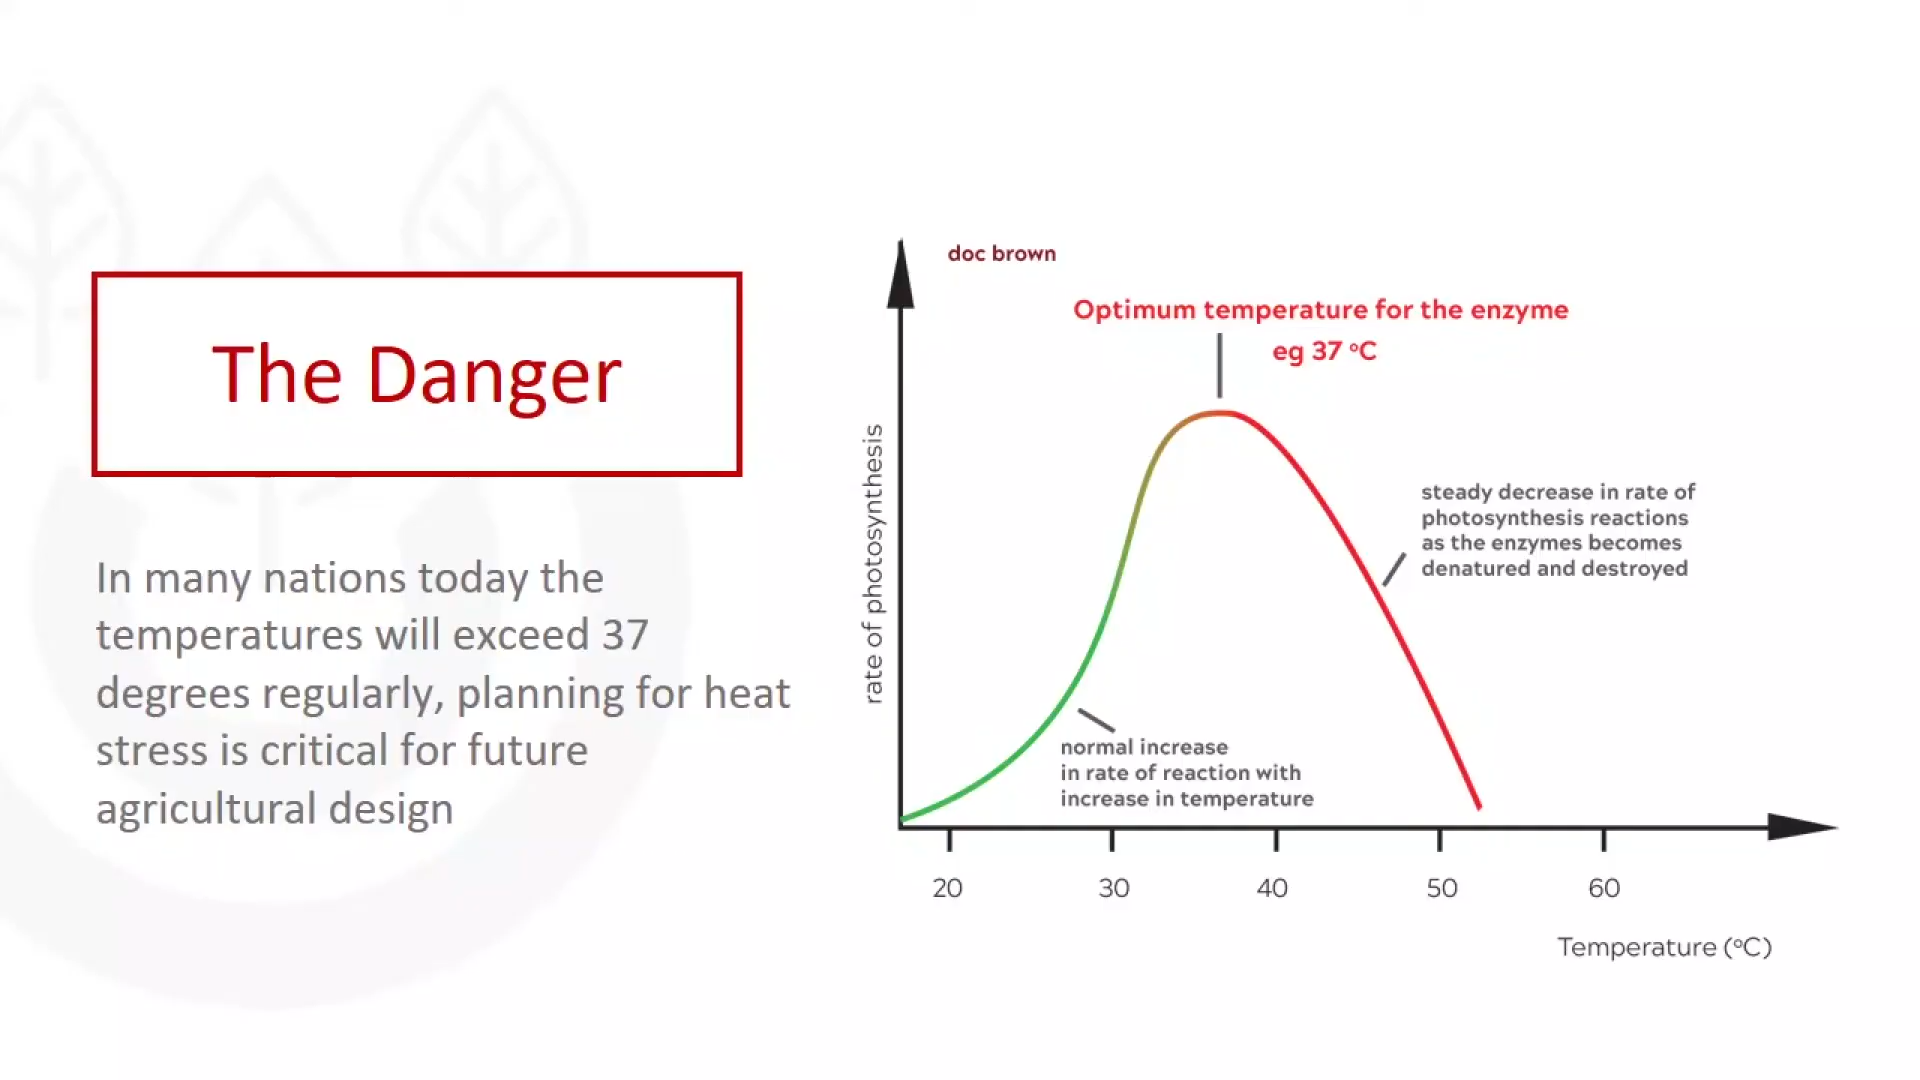 The Danger
In many nations today the
temperatures will exceed 37
degrees regularly, planning for heat
stress is critical for future
agricultural design
doc brown
Optimum temperature for the enzyme
eg 37 °C
rate of photosynthesis
steady decrease in rate of
photosynthesis reactions
as the enzymes becomes
denatured and destroyed
normal increase
in rate of reaction with
increase in temperature
20 30 40 50 60
Temperature (°C)